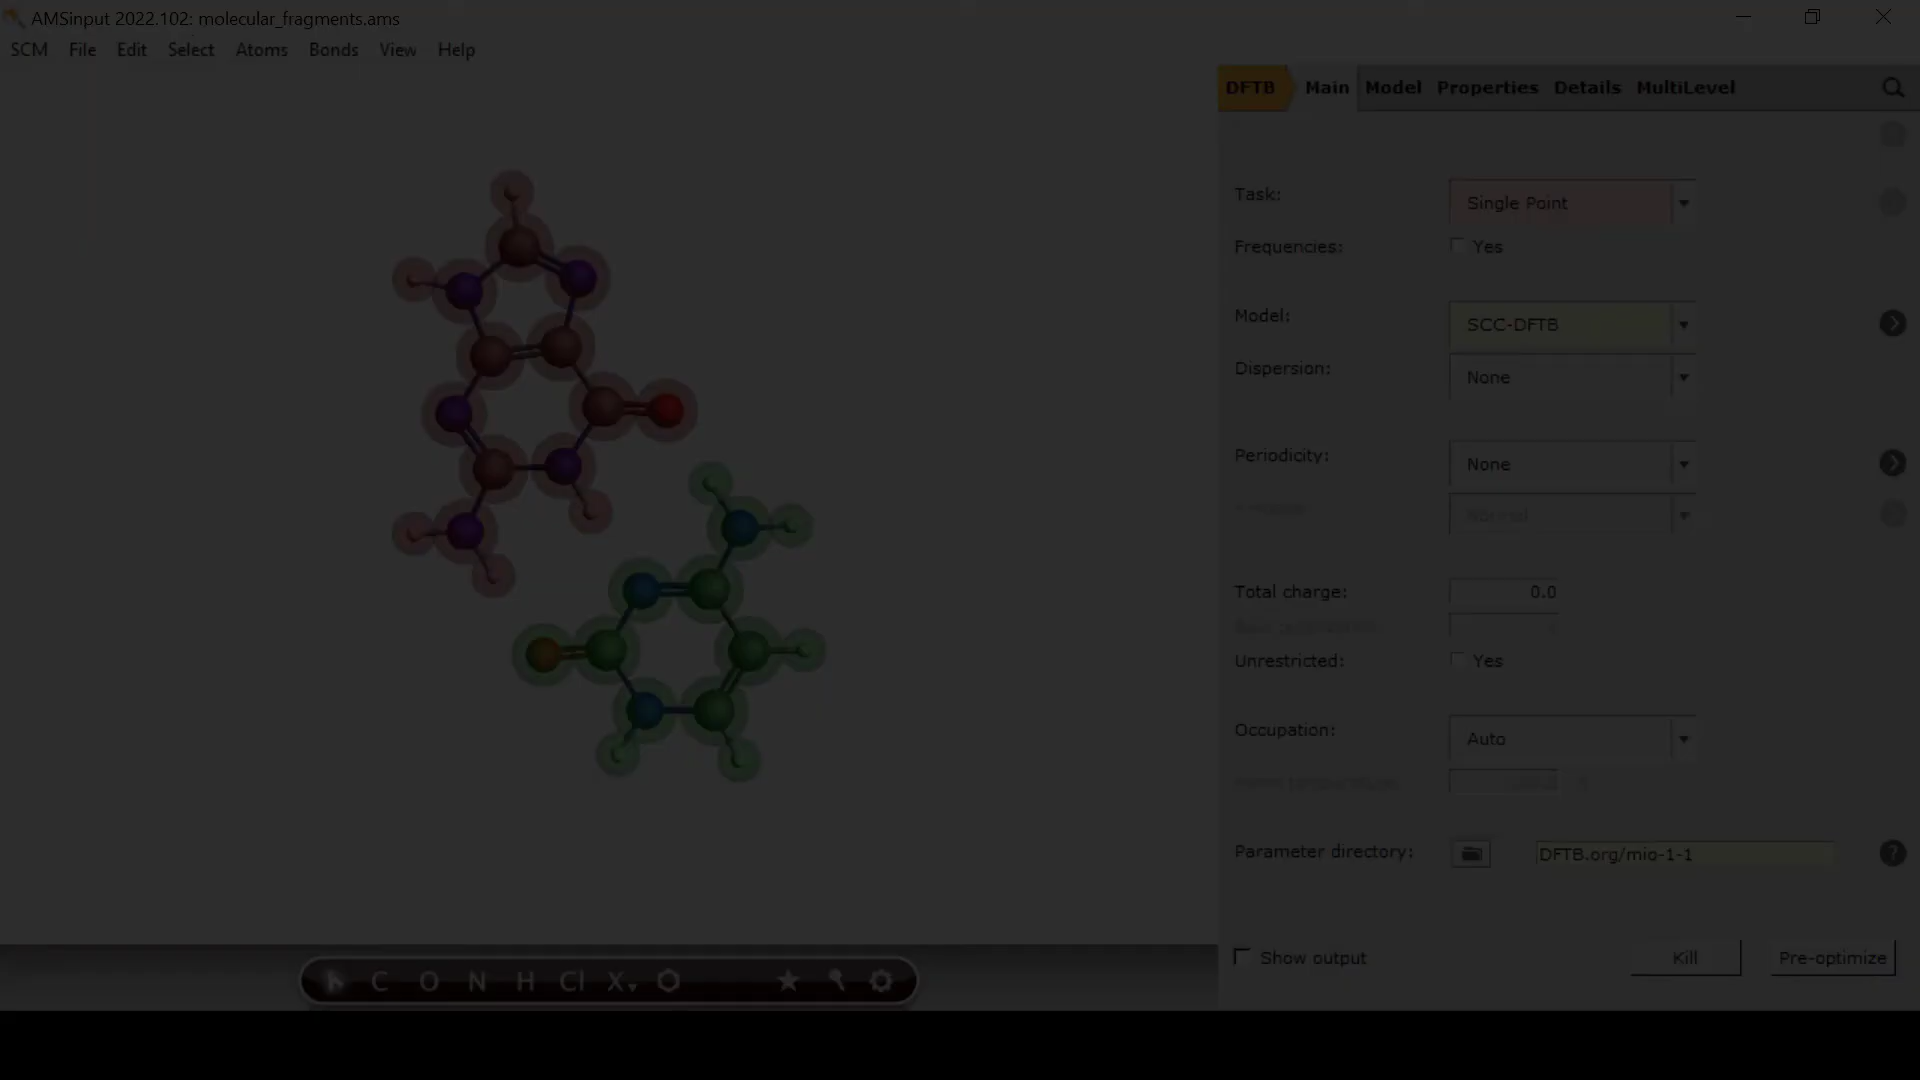 AMSinput 2022.102: molecular_fragments.ams
SCM File Edit Select Atoms Bonds View Help
DFTB Main Model Properties Details MultiLevel
Task: Single Point
Frequencies: Yes
Model: SCC-DFTB
Dispersion: None
Periodicity: None
Normal
Total charge: 0.0
Unrestricted: Yes
Occupation: Auto
Parameter directory: DFTB.org/mio-1-1 ?
Show output Kill Pre-optimize
C O N H Cl X